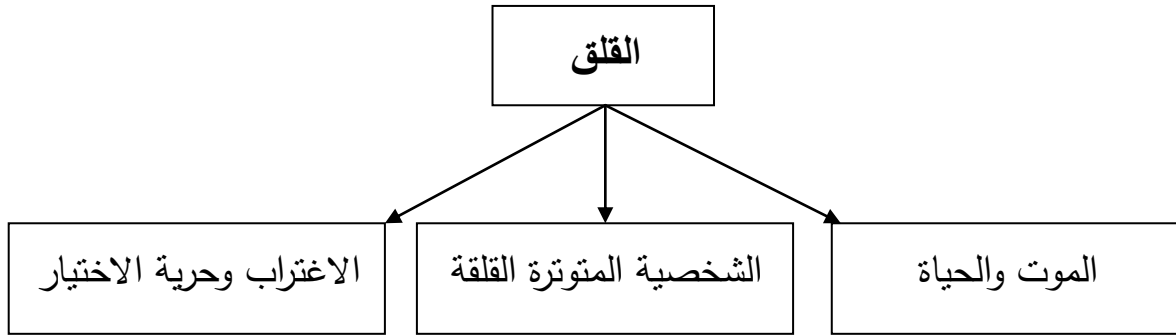 القلق
الموت والحياة
الشخصية المتوترة القلقة
الاغتراب وحرية الاختيار